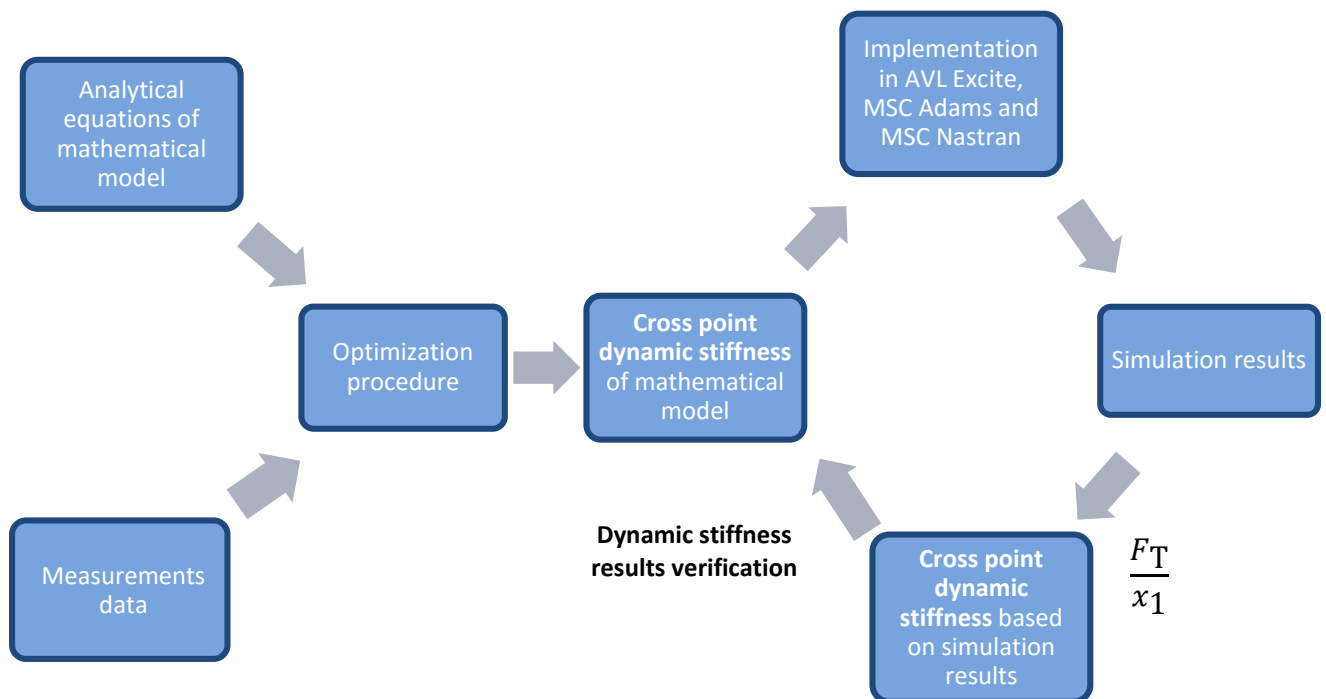 Analytical
equations of
mathematical
model
Measurements
data
Optimization
procedure
Cross point
dynamic stiffness
of mathematical
model
Implementation
in AVL Excite,
MSC Adams and
MSC Nastran
Simulation results
F_T
x_1
Cross point
dynamic
stiffness based
on simulation
results
Dynamic stiffness
results verification